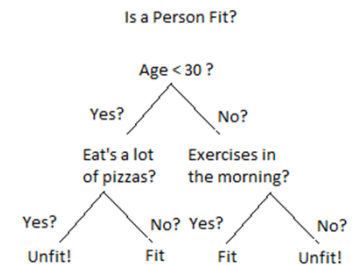 Is a Person Fit?
Age < 30 ?
Yes?
No?
Eat's a lot
of pizzas?
Exercises in
the morning?
Yes?
No?
Yes?
No?
Unfit!
Fit
Fit
Unfit!